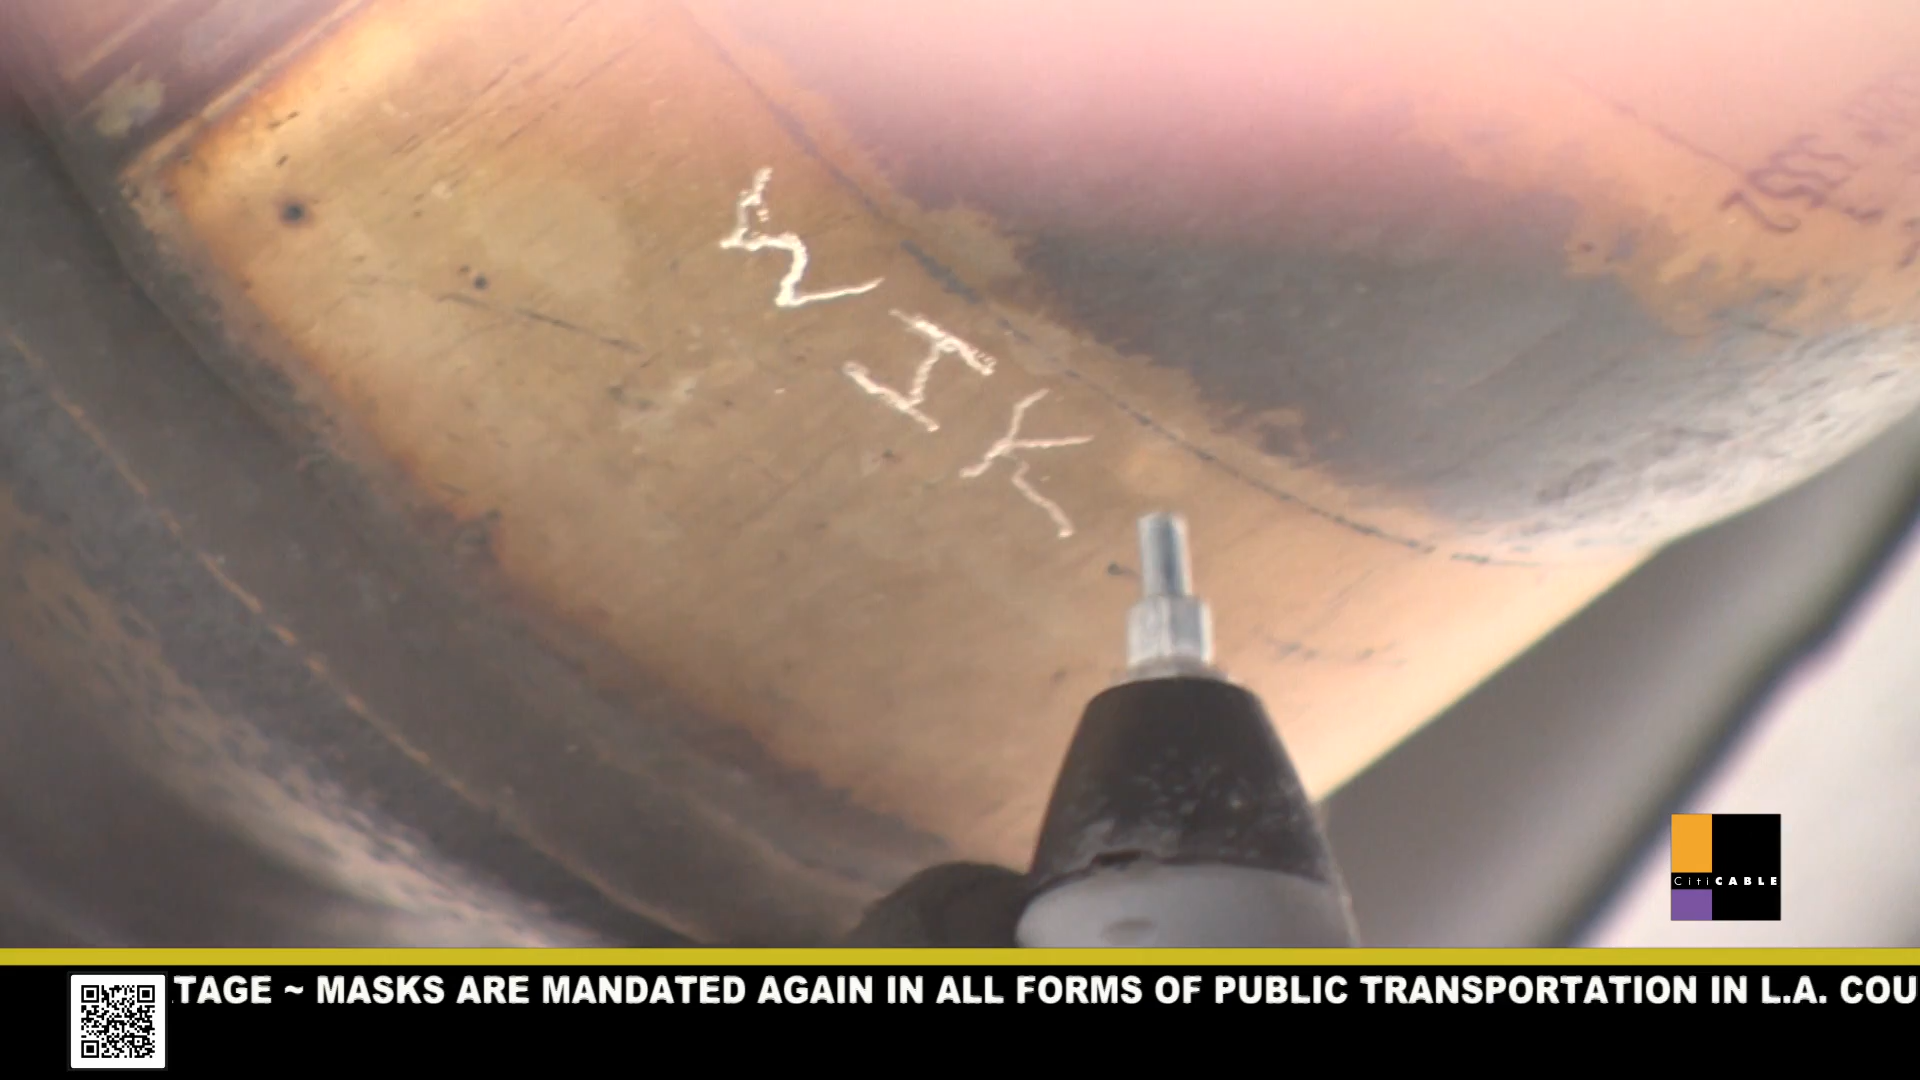 WIK
TAGE ~ MASKS ARE MANDATED AGAIN IN ALL FORMS OF PUBLIC TRANSPORTATION IN L.A. COU
CitiCABLE